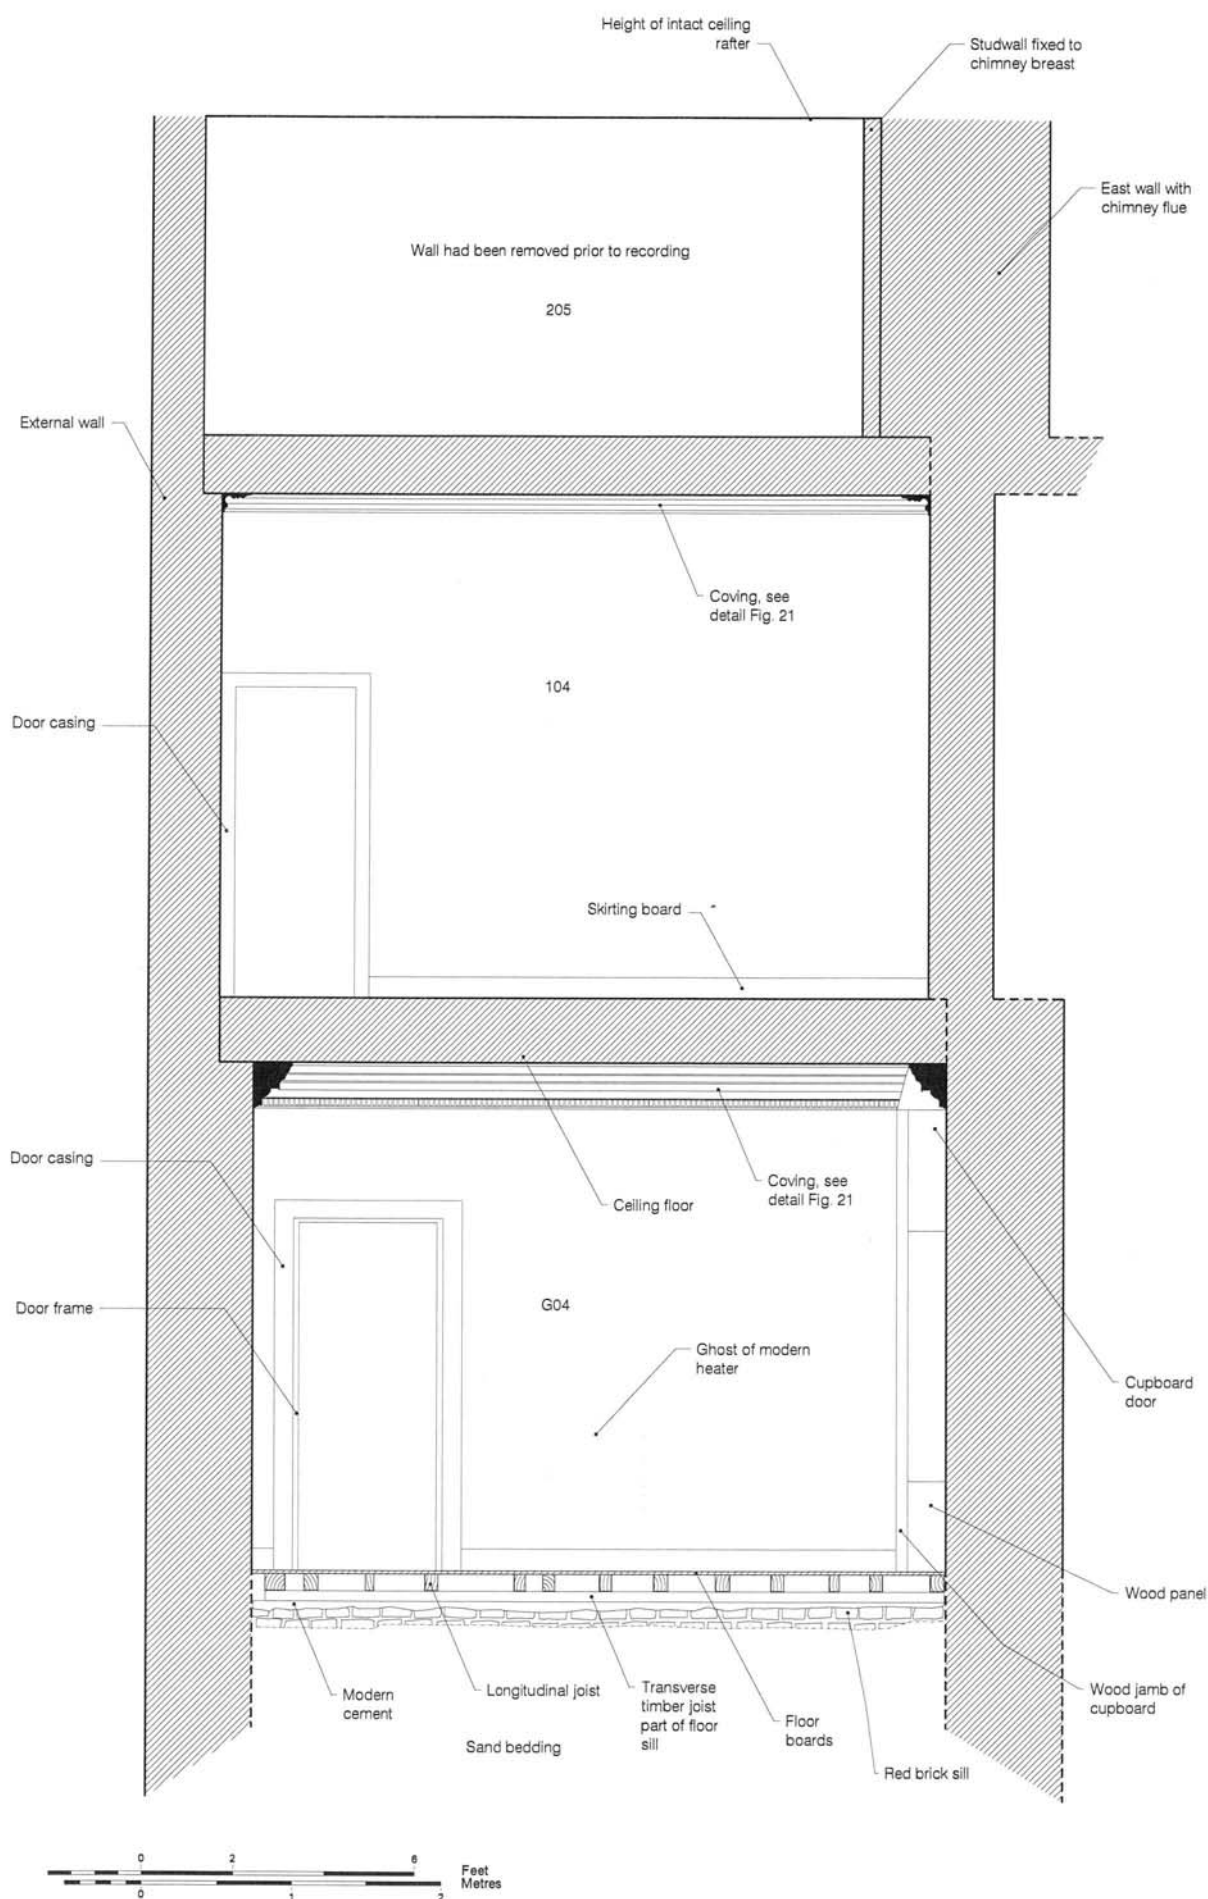 Height of intact ceiling
rafter
Studwall fixed to
chimney breast
East wall with
chimney flue
Wall had been removed prior to recording
205
External wall
Coving, see
detail Fig. 21
104
Door casing
Skirting board
Door casing
Coving, see
detail Fig. 21
Ceiling floor
Door frame
G04
Ghost of modern
heater
Cupboard
door
Wood panel
Modern
cement
Longitudinal joist
Transverse
timber joist
part of floor
sill
Floor
boards
Wood jamb of
cupboard
Sand bedding
Red brick sill
0 2 6
Feet
Metres
0 1 2